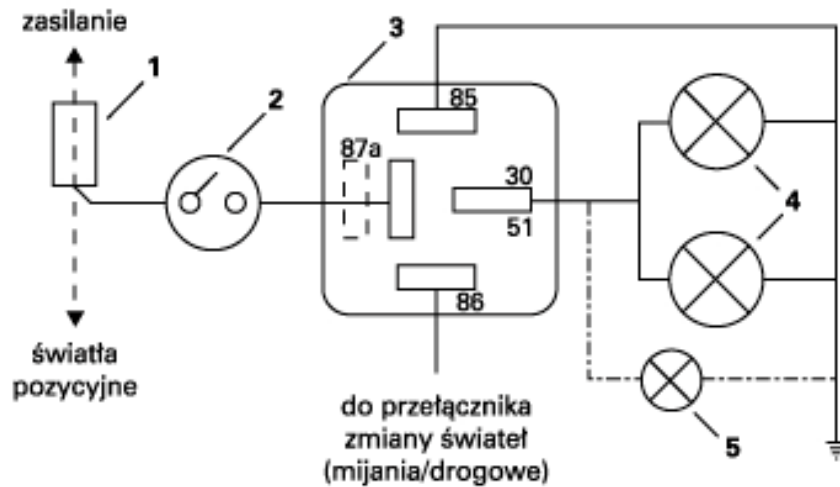 zasilanie
1
2
3
85
87a
30
51
86
4
5
światła
pozycyjne
do przełącznika
zmiany świateł
(mijania/drogowe)